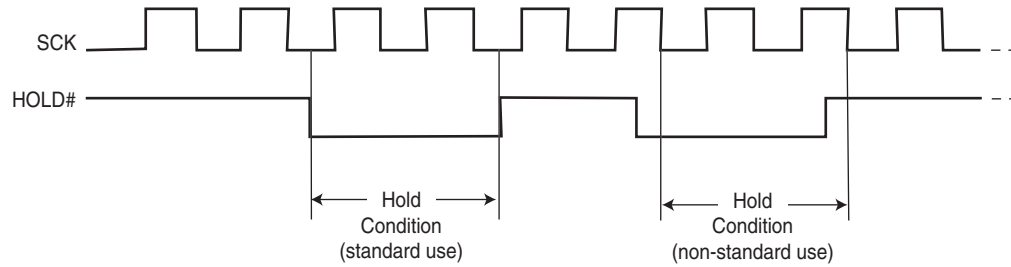 SCK
HOLD#
Hold
Condition
(standard use)
Hold
Condition
(non-standard use)